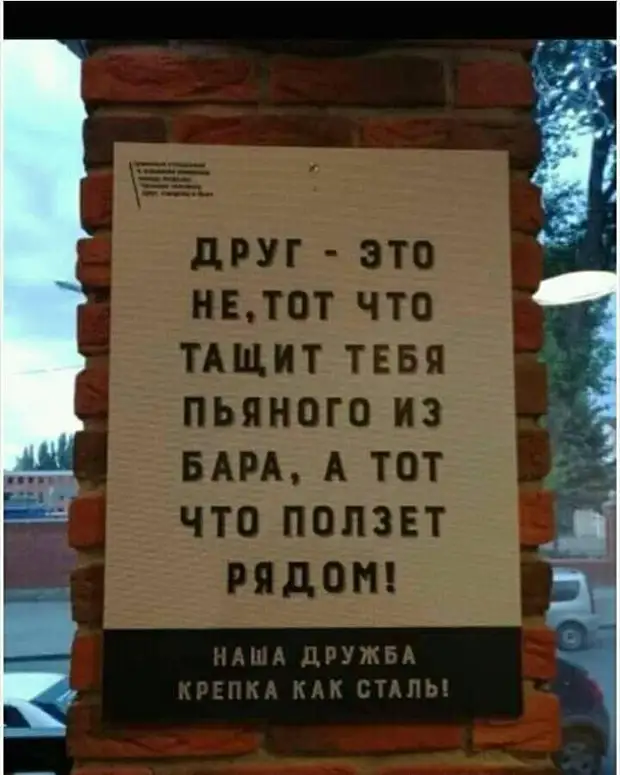 ДРУГ - ЭТО
НЕ,ТОТ ЧТО
ТАЩИТ ТЕБЯ
ПЬЯНОГО ИЗ
БАРА, А ТОТ
ЧТО ПОЛЗЕТ
РЯДОМ!
НАША ДРУЖБА
КРЕПКА КАК СТАЛЬ!